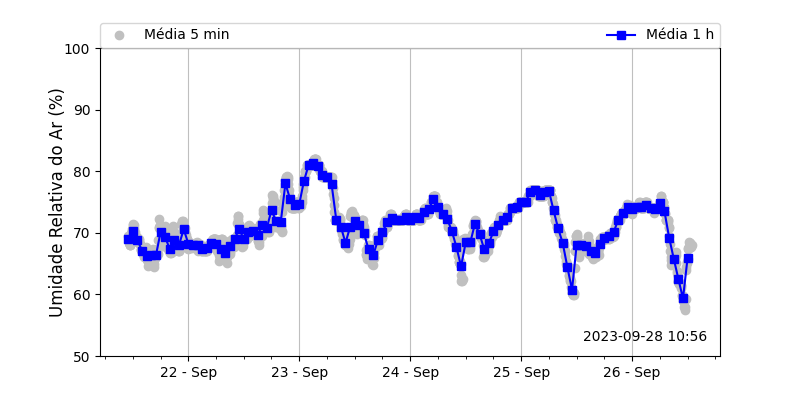 Média 5 min Média 1 h
Umidade Relativa do Ar (%)
100
90
80
70
60
50
2023-09-28 10:56
22 - Sep 23 - Sep 24 - Sep 25 - Sep 26 - Sep